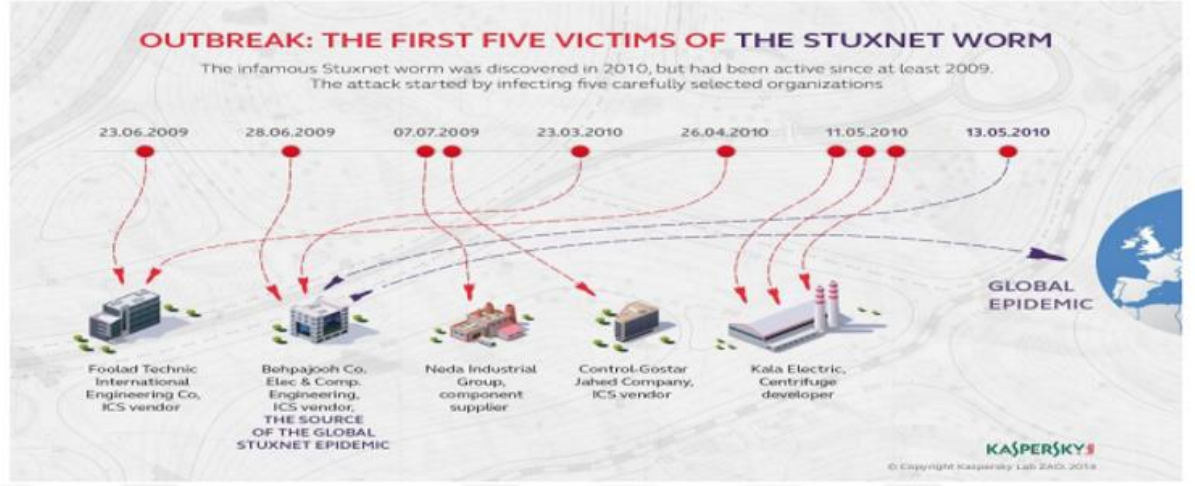 OUTBREAK: THE FIRST FIVE VICTIMS OF THE STUXNET WORM
The infamous Stuxnet worm was discovered in 2010, but had been active since at least 2009.
The attack started by infecting five carefully selected organizations
23.06.2009 28.06.2009 07.07.2009 23.03.2010 26.04.2010 11.05.2010 13.05.2010
GLOBAL
EPIDEMIC
Foolad Technic
International
Engineering Co,
ICS vendor
Behpajooh Co.
Elec & Comp.
Engineering,
ICS vendor,
THE SOURCE
OF THE GLOBAL
STUXNET EPIDEMIC
Neda Industrial
Group,
component
supplier
Control-Gostar
Jahed Company,
ICS vendor
Kala Electric,
Centrifuge
developer
KASPERSKY
© Copyright Kaspersky Lab ZAO, 2014